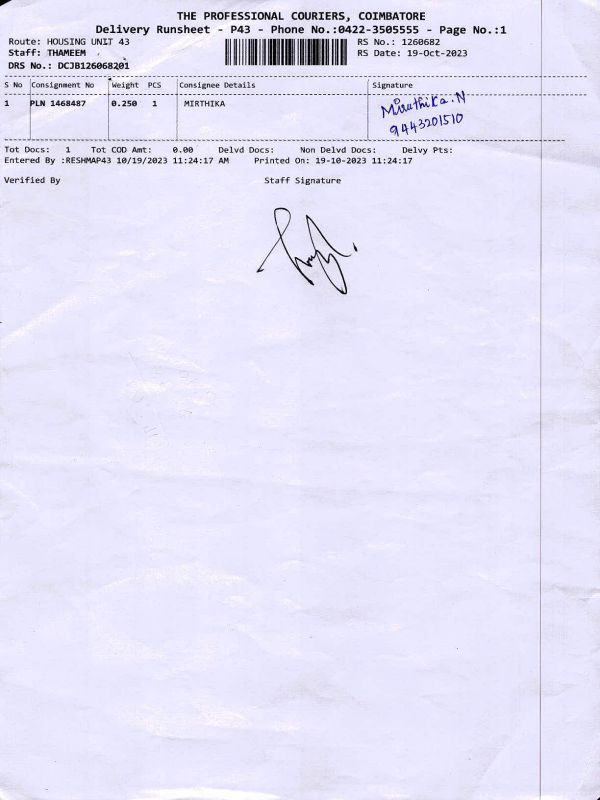 THE PROFESSIONAL COURIERS, COIMBATORE
Delivery Runsheet - P43 - Phone No.:0422-3505555 - Page No.:1
Route: HOUSING UNIT 43 RS No.: 1260682
Staff: THAMEEM RS Date: 19-Oct-2023
DRS No.: DCJB126068201
S No Consignment No Weight PCS Consignee Details Signature
1 PLN 1468487 0.250 1 MIRTHIKA Miruthika.N
9443201510
Tot Docs: 1 Tot COD Amt: 0.00 Delvd Docs: Non Delvd Docs: Delvy Pts:
Entered By :RESHMAP43 10/19/2023 11:24:17 AM Printed On: 19-10-2023 11:24:17
Verified By Staff Signature